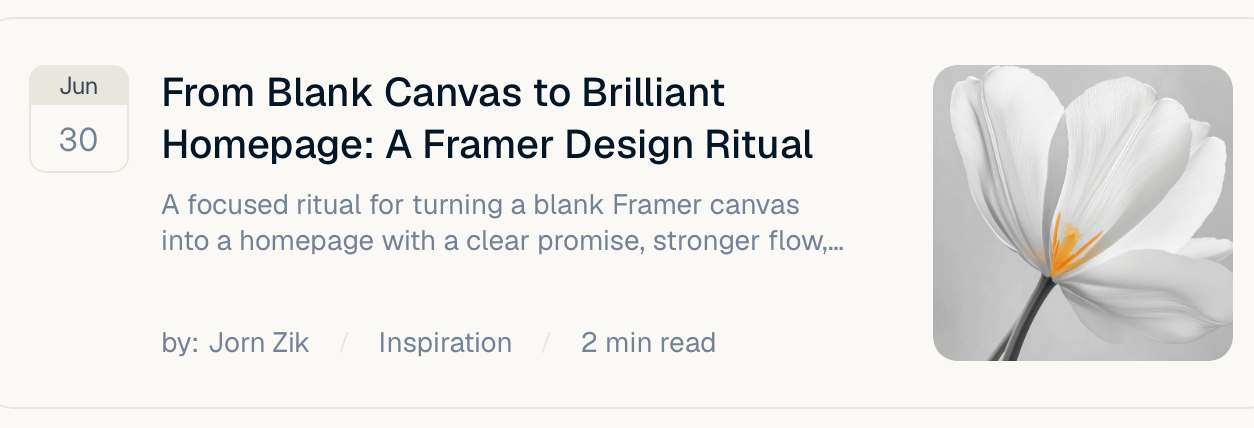 Jun
30
From Blank Canvas to Brilliant
Homepage: A Framer Design Ritual
A focused ritual for turning a blank Framer canvas
into a homepage with a clear promise, stronger flow,...
by: Jorn Zik / Inspiration / 2 min read